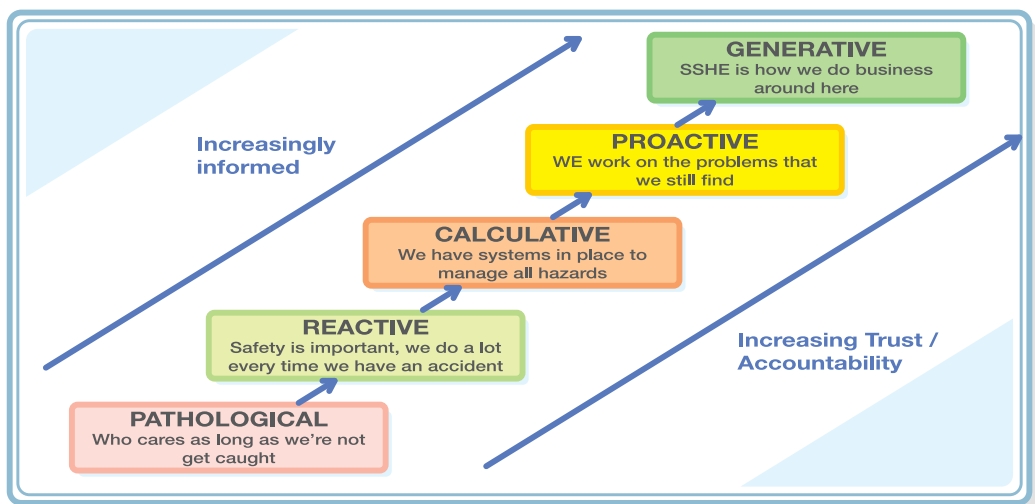 GENERATIVE
SSHE is how we do business
around here
Increasingly
informed
PROACTIVE
WE work on the problems that
we still find
CALCULATIVE
We have systems in place to
manage all hazards
REACTIVE
Safety is important, we do a lot
every time we have an accident
Increasing Trust /
Accountability
PATHOLOGICAL
Who cares as long as we’re not
get caught